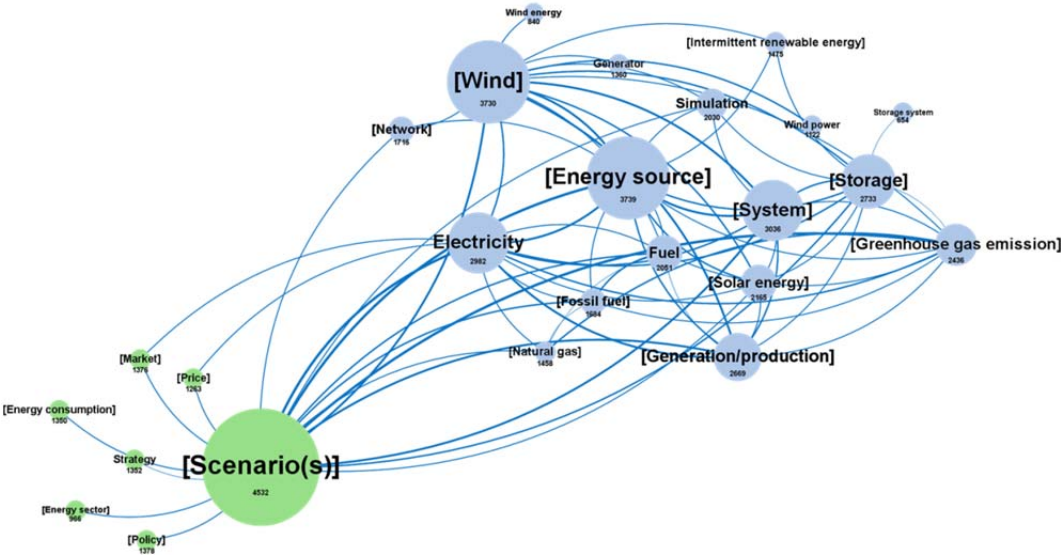 Wind energy
840
[Intermittent renewable energy]
1475
Generator
1360
[Wind]
3730
Simulation
2030
Storage system
654
Wind power
1122
[Network]
1716
[Energy source]
3739
[Storage]
2733
[System]
3036
Electricity
2982
[Greenhouse gas emission]
2436
Fuel
2051
[Solar energy]
2165
[Fossil fuel]
1684
[Natural gas]
1458
[Generation/production]
2669
[Market]
1376
[Price]
1263
[Energy consumption]
1350
Strategy
1352
[Scenario(s)]
4532
[Energy sector]
966
[Policy]
1378